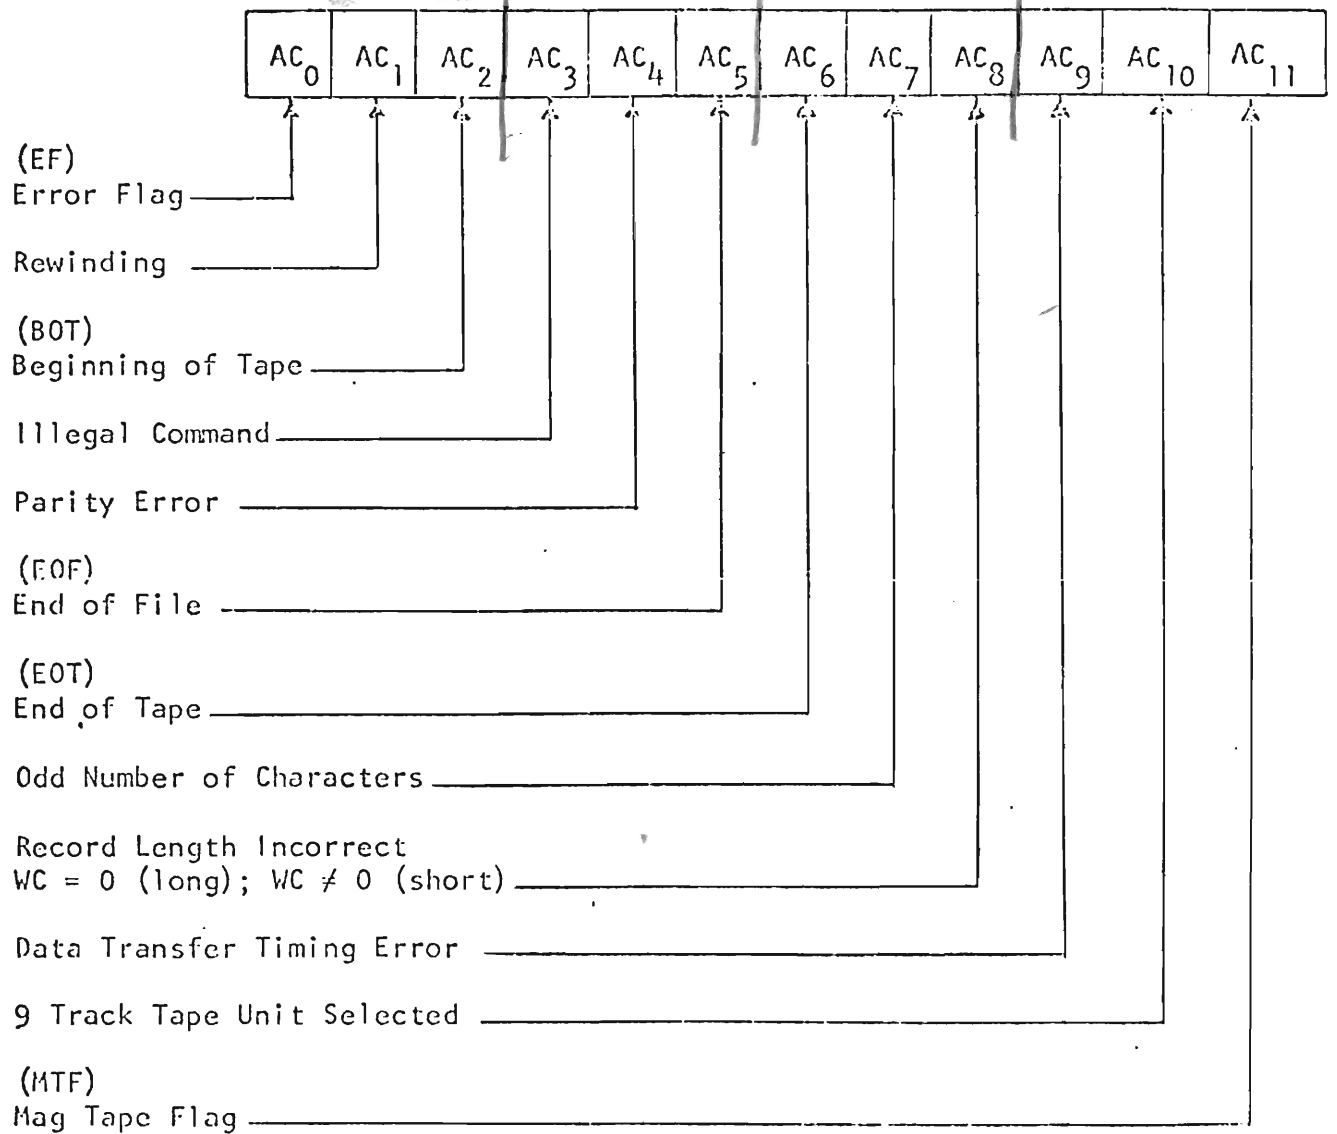 AC0 AC1 AC2 AC3 AC4 AC5 AC6 AC7 AC8 AC9 AC10 AC11
(EF)
Error Flag
Rewinding
(BOT)
Beginning of Tape
Illegal Command
Parity Error
(EOF)
End of File
(EOT)
End of Tape
Odd Number of Characters
Record Length Incorrect
WC = 0 (long); WC ≠ 0 (short)
Data Transfer Timing Error
9 Track Tape Unit Selected
(MTF)
Mag Tape Flag